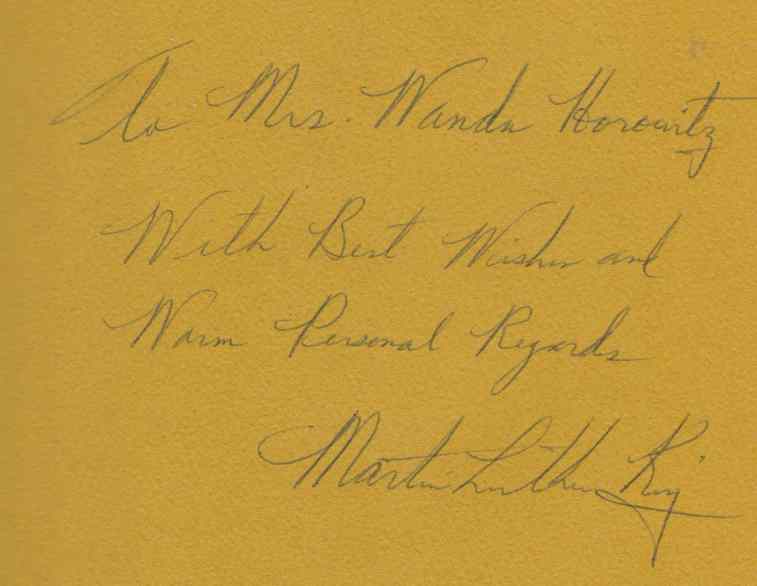 To Mrs. Wanda Horowitz
With Best Wishes and
Warm Personal Regards
Martin Luther King